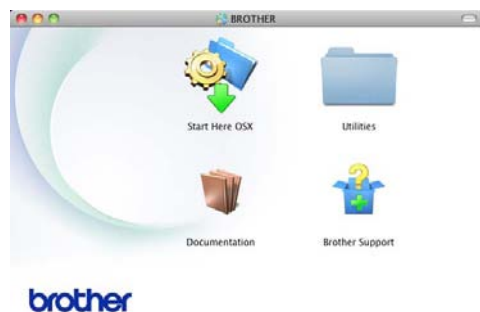 BROTHER
Start Here OSX
Utilities
Documentation
Brother Support
brother